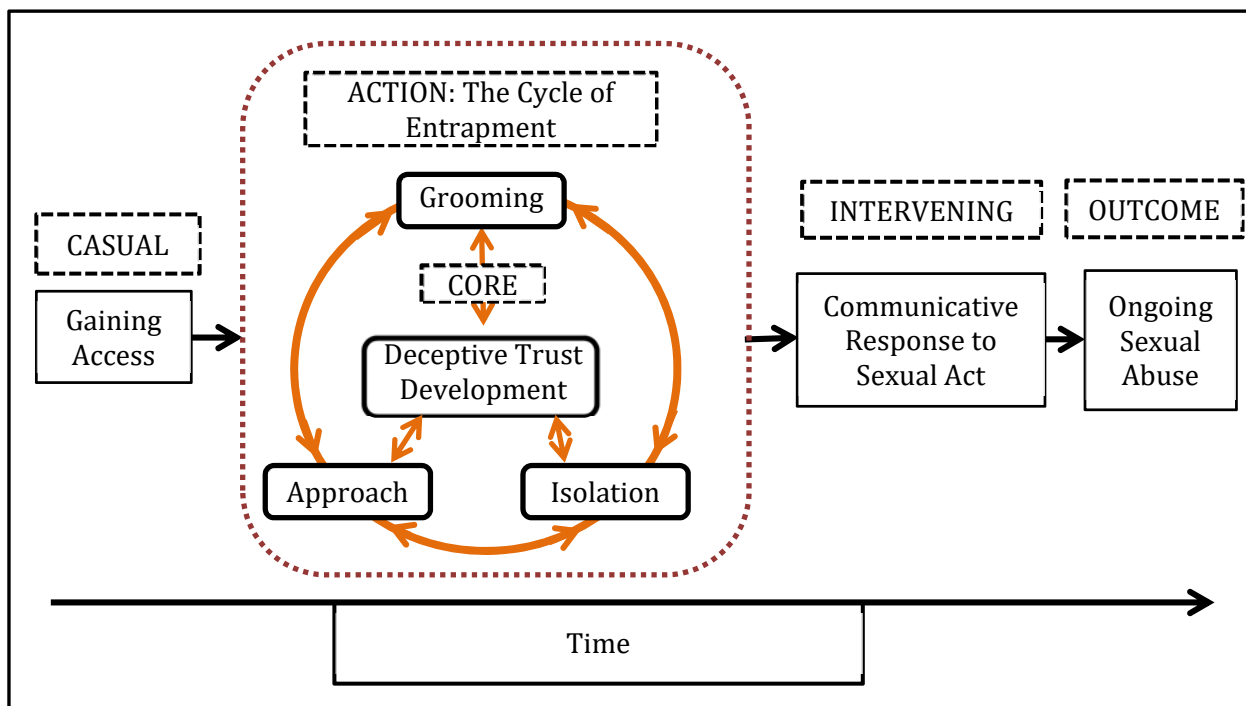 ACTION: The Cycle of
Entrapment
Grooming
CASUAL
INTERVENING
OUTCOME
CORE
Gaining
Access
Deceptive Trust
Development
Communicative
Response to
Sexual Act
Ongoing
Sexual
Abuse
Approach
Isolation
Time